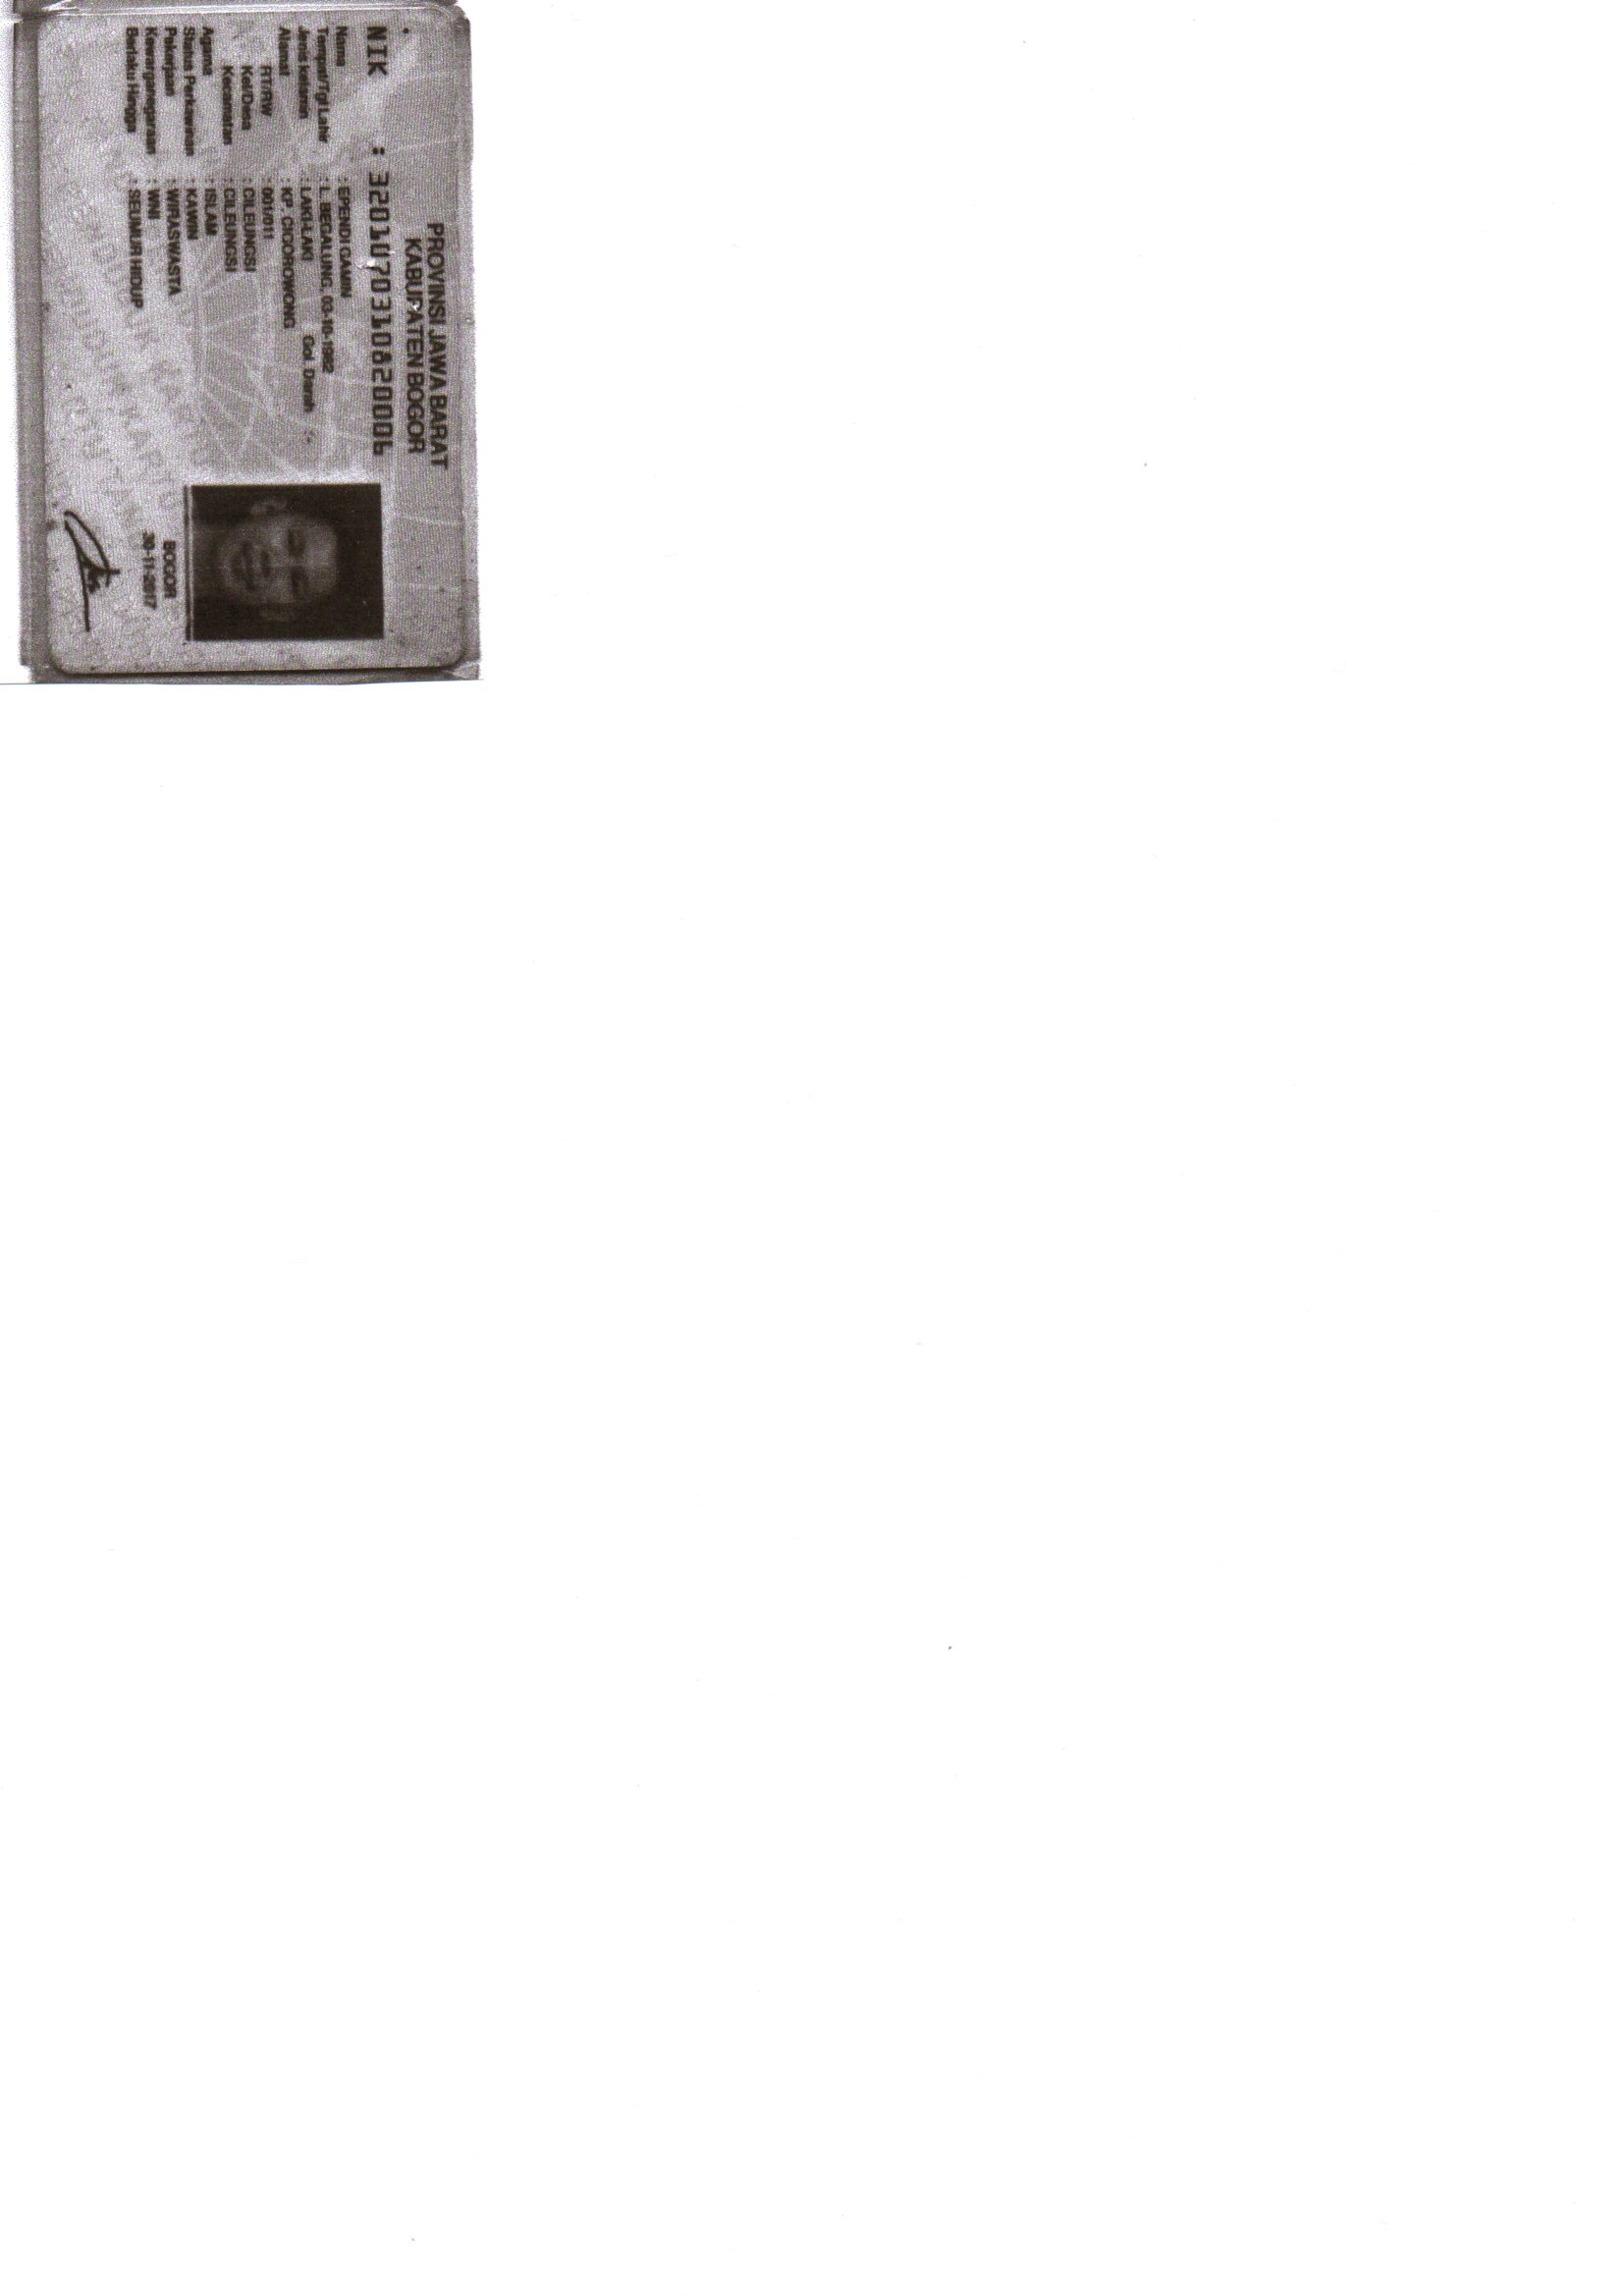 PROVINSI JAWA BARAT
KABUPATEN BOGOR
NIK : 3201070310820006
Nama : EPENDI GAMIN
Tempat/Tgl Lahir : L. BEGALUNG, 03-10-1982
Jenis kelamin : LAKI-LAKI Gol. Darah : -
Alamat : KP. CICOROWONG
RT/RW : 001/011
Kel/Desa : CILEUNGSI
Kecamatan : CILEUNGSI
Agama : ISLAM
Status Perkawinan : KAWIN
Pekerjaan : WIRASWASTA
Kewarganegaraan : WNI
Berlaku Hingga : SEUMUR HIDUP
BOGOR
30-11-2017